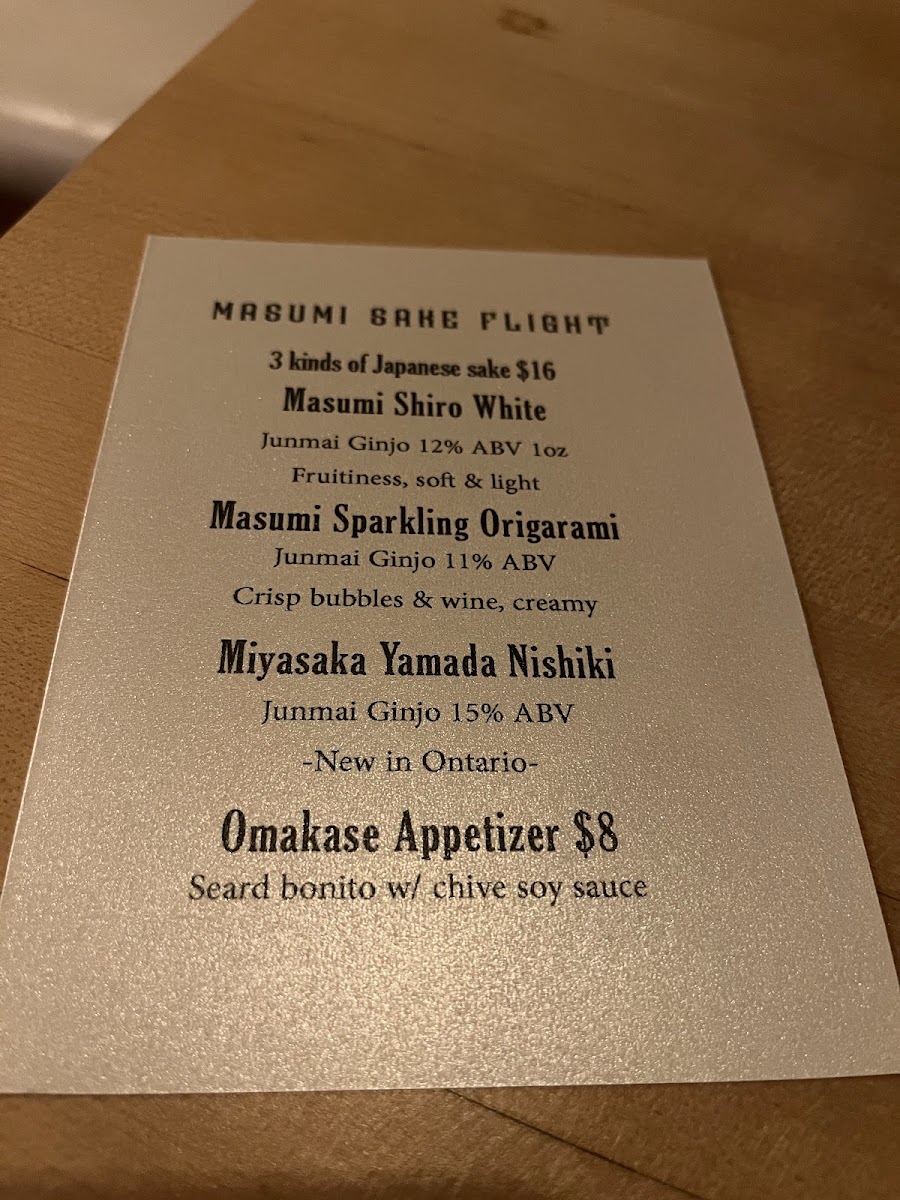 MASUMI SAKE FLIGHT
3 kinds of Japanese sake $16
Masumi Shiro White
Junmai Ginjo 12% ABV 1oz
Fruitiness, soft & light
Masumi Sparkling Origarami
Junmai Ginjo 11% ABV
Crisp bubbles & wine, creamy
Miyasaka Yamada Nishiki
Junmai Ginjo 15% ABV
-New in Ontario-
Omakase Appetizer $8
Seard bonito w/ chive soy sauce